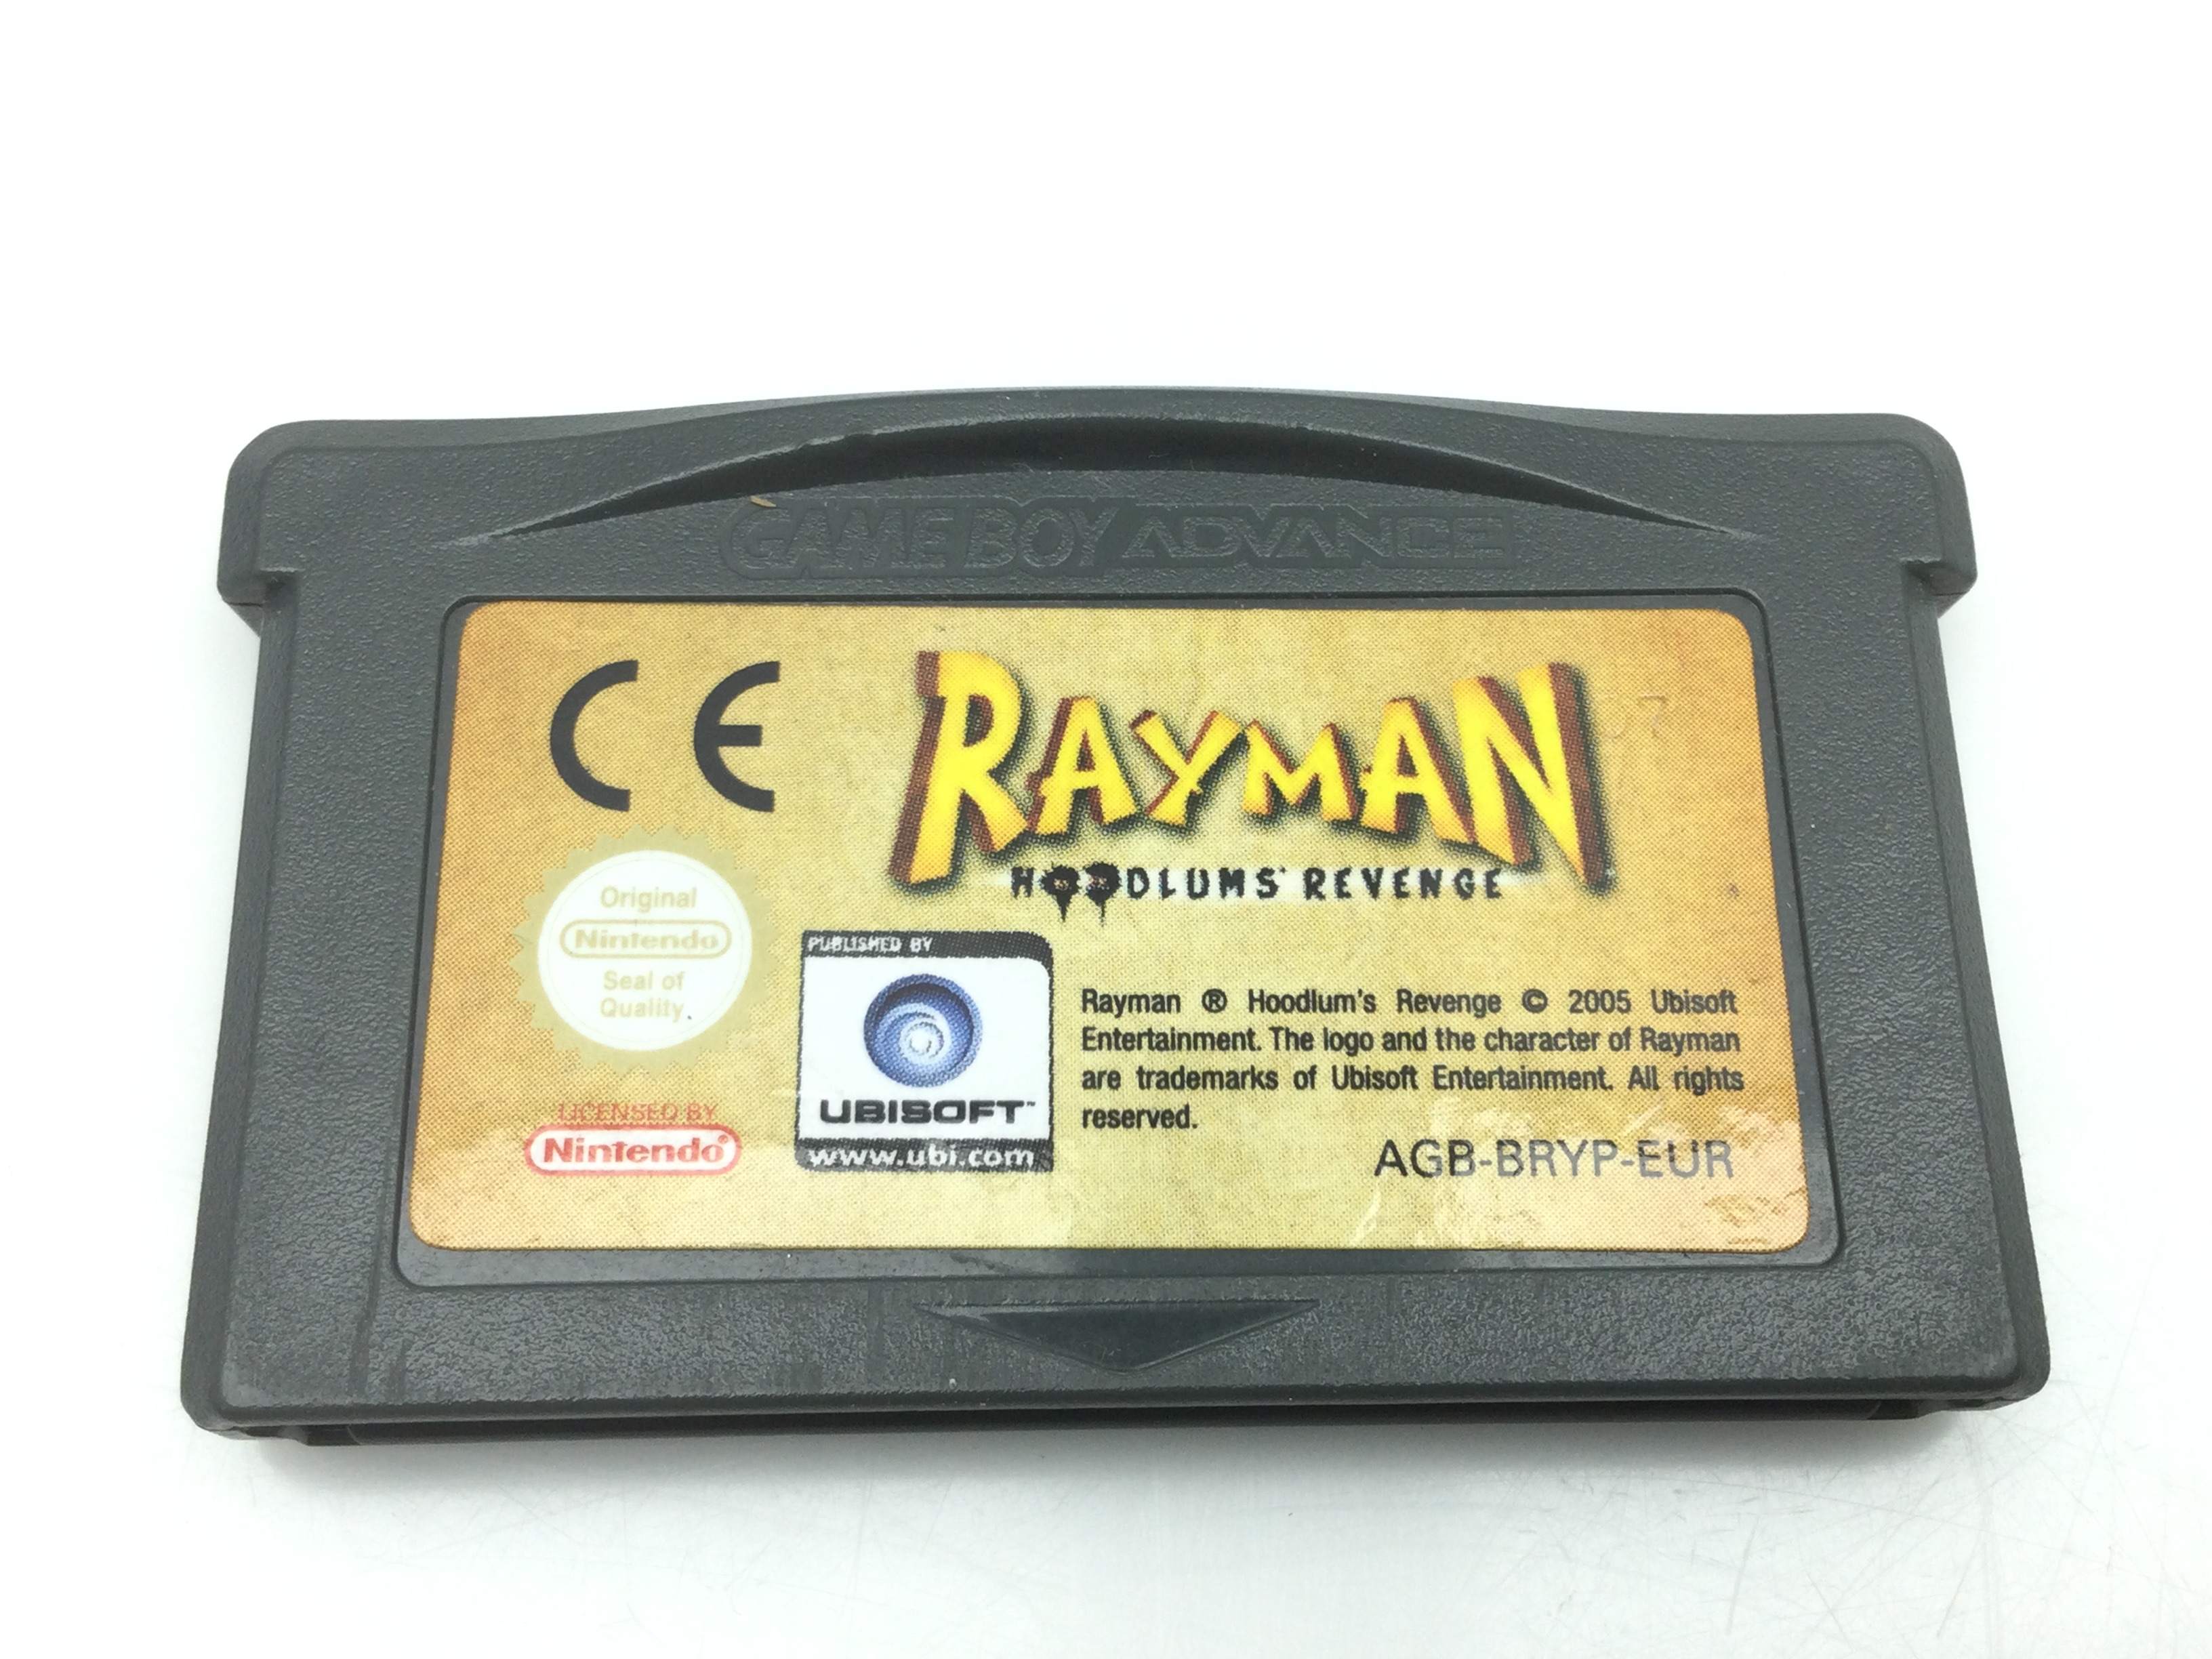 GAME BOY ADVANCE
CE
RAYMAN
HOODLUMS' REVENGE
07
Original
Nintendo
Seal of
Quality
LICENSED BY
Nintendo®
PUBLISHED BY
UBISOFT™
www.ubi.com
Rayman ® Hoodlum's Revenge © 2005 Ubisoft
Entertainment. The logo and the character of Rayman
are trademarks of Ubisoft Entertainment. All rights
reserved.
AGB-BRYP-EUR